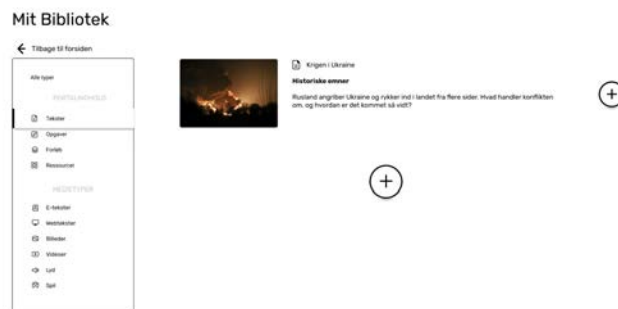 Mit Bibliotek
Tilbage til forsiden
Alle typer
PORTALINDHOLD
Tekster
Opgaver
Forløb
Ressourcer
MEDIETYPER
E-tekster
Webtekster
Billeder
Videoer
Lyd
Spil
Krigen i Ukraine
Historiske emner
Rusland angriber Ukraine og rykker ind i landet fra flere sider. Hvad handler konflikten
om, og hvordan er det kommet så vidt?